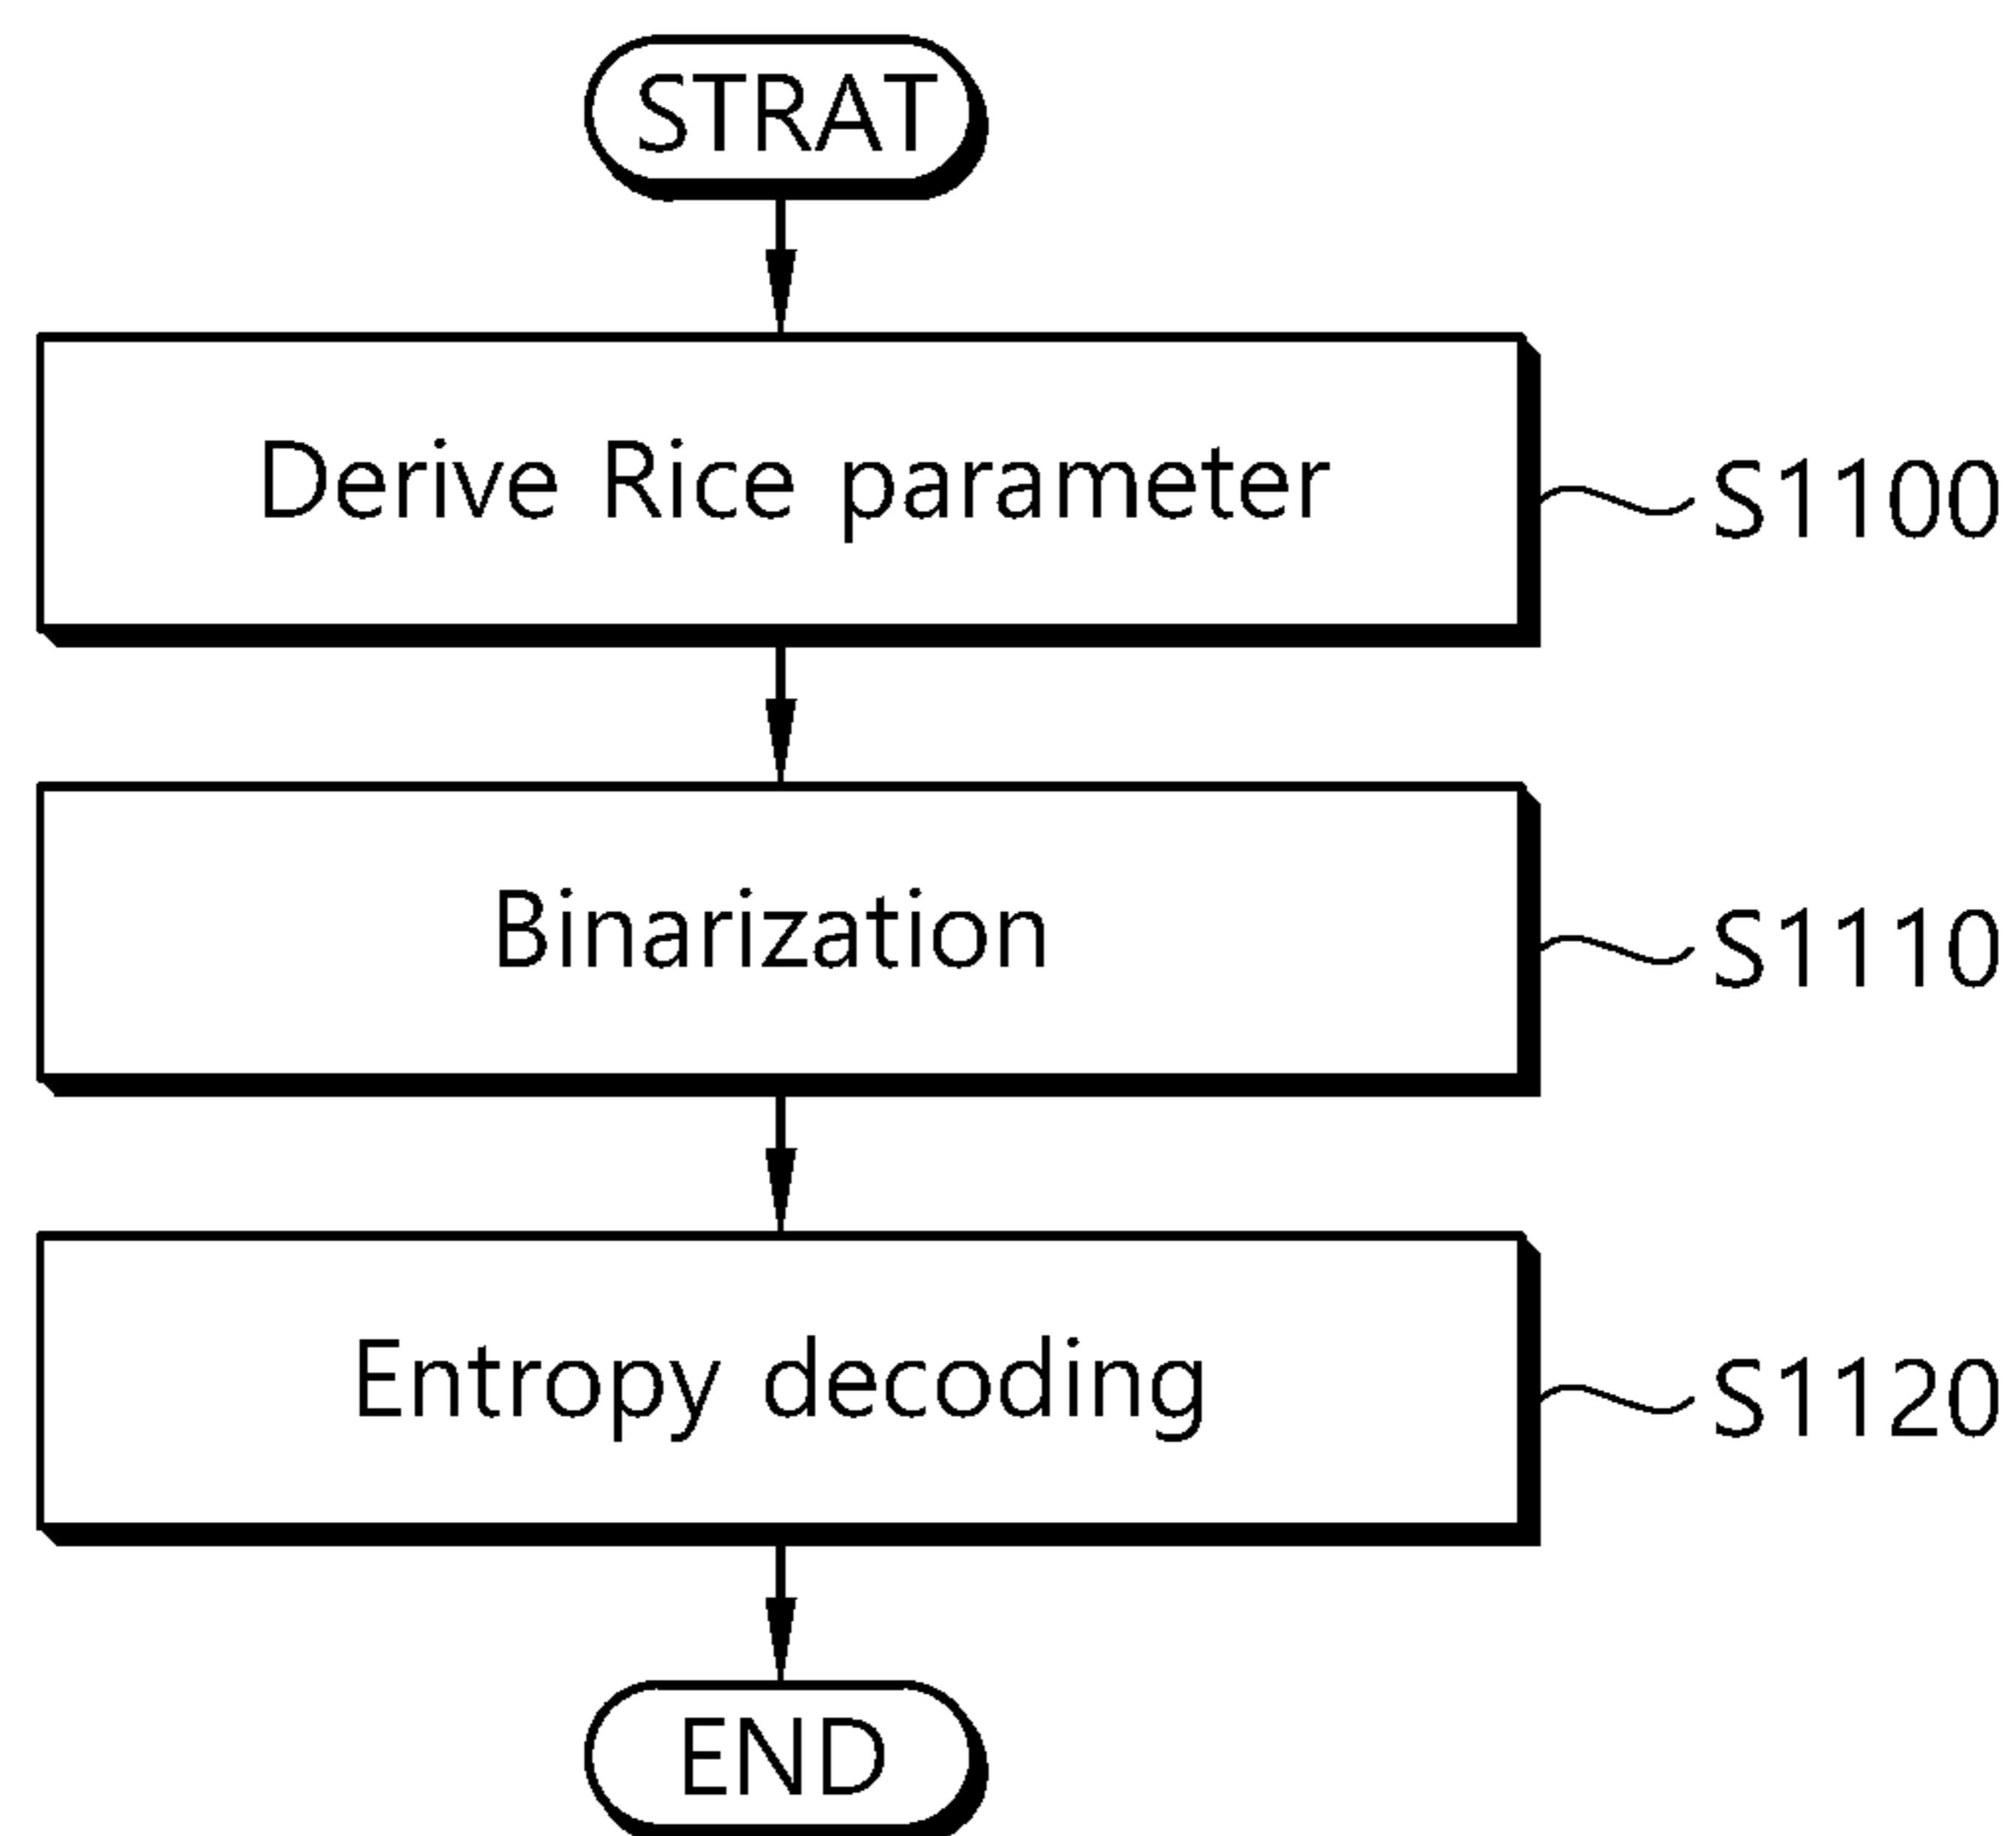 STRAT
Derive Rice parameter
S1100
Binarization
S1110
Entropy decoding
S1120
END